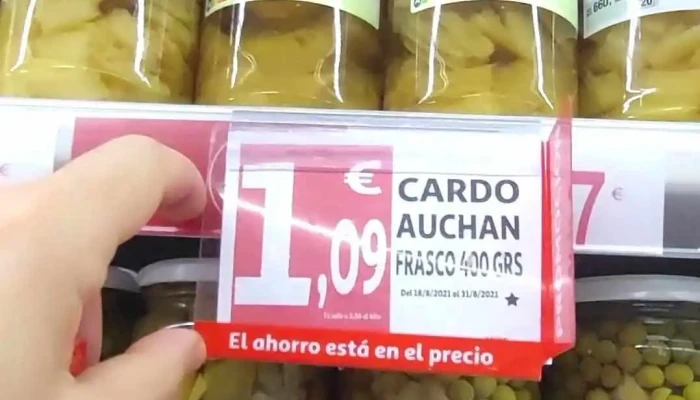 €
1,09
CARDO
AUCHAN
FRASCO 400 GRS
Del 18/8/2021 al 31/8/2021
El ahorro está en el precio
7 €